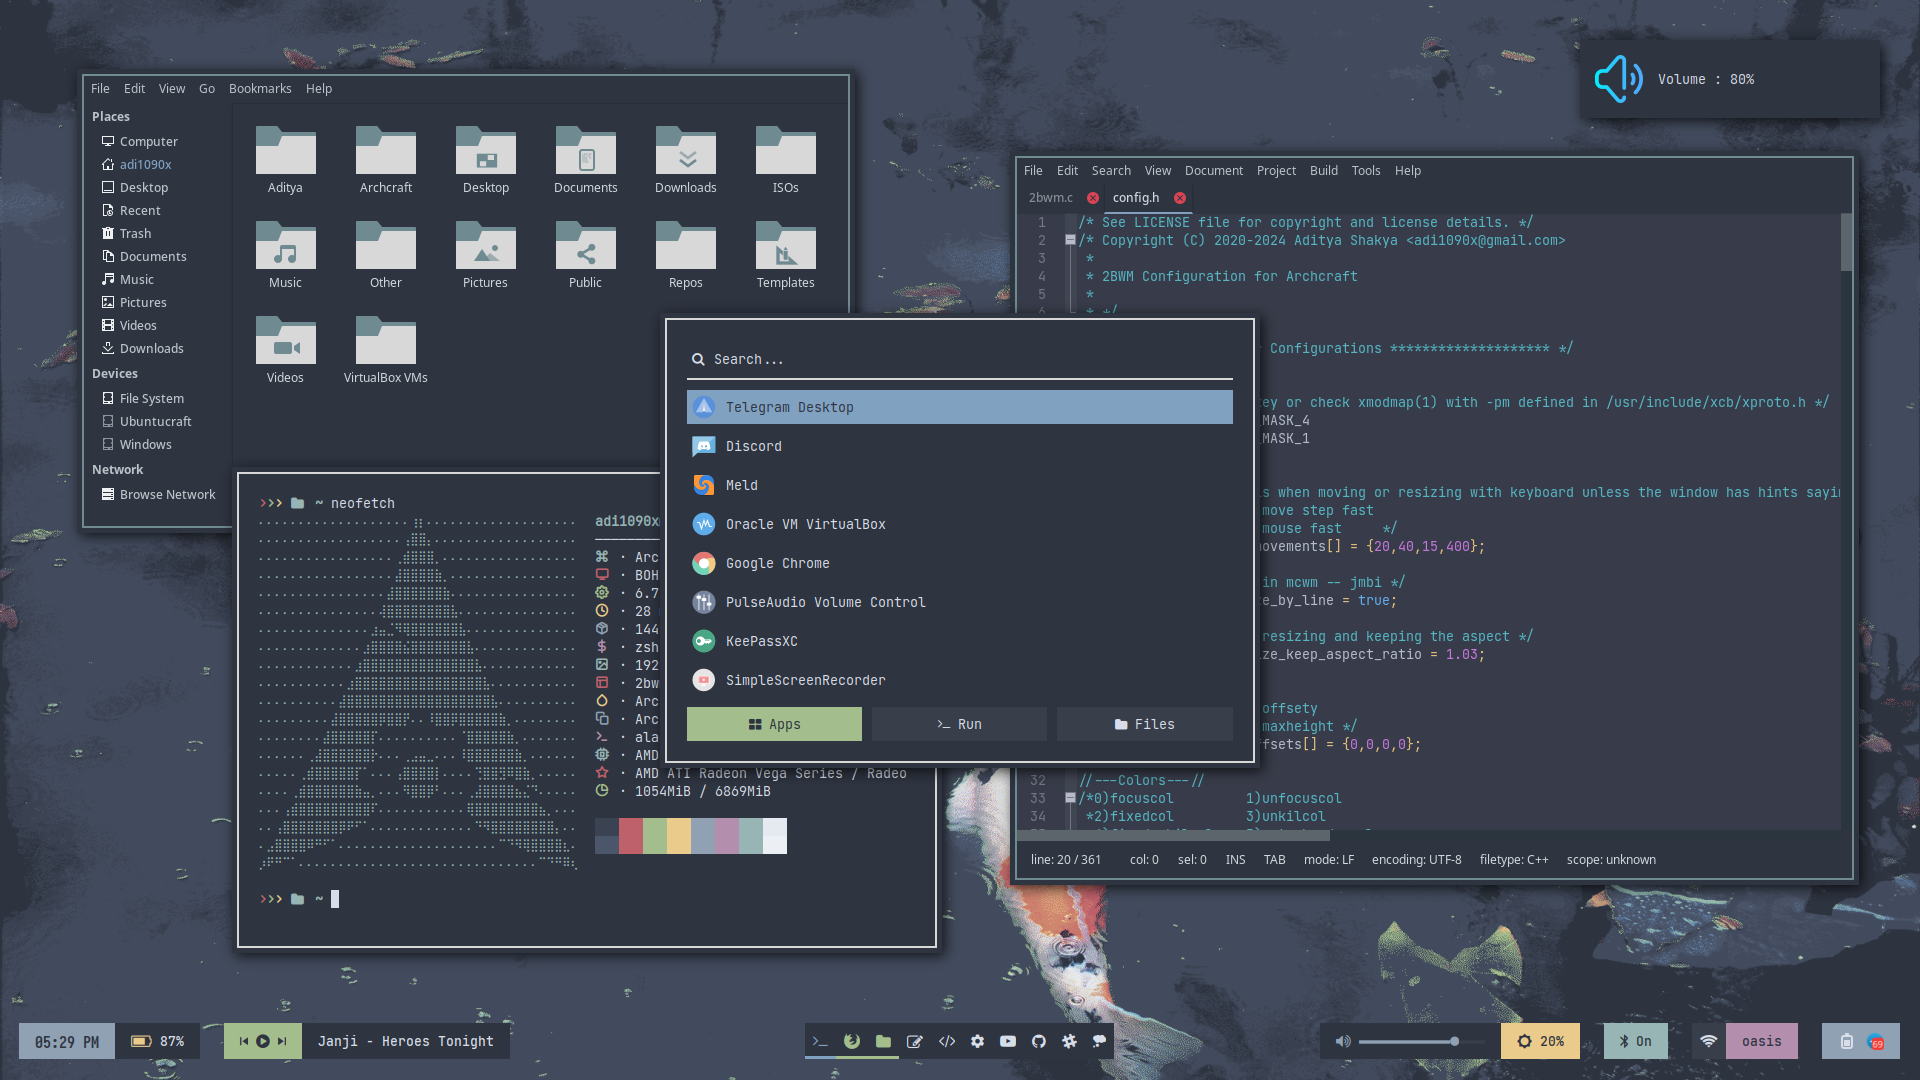 File Edit View Go Bookmarks Help
Places
Computer
adi1090x
Desktop
Recent
Trash
Documents
Music
Pictures
Videos
Downloads
Devices
File System
Ubuntucraft
Windows
Network
Browse Network
Aditya Archcraft Desktop Documents Downloads ISOs
Music Other Pictures Public Repos Templates
Videos VirtualBox VMs
Volume : 80%
File Edit Search View Document Project Build Tools Help
2bwm.c config.h
1 /* See LICENSE file for copyright and license details. */
2 /* Copyright (C) 2020-2024 Aditya Shakya <adi1090x@gmail.com>
3 *
4 * 2BWM Configuration for Archcraft
5 *
6 * */
Configurations ******************** */
key or check xmodmap(1) with -pm defined in /usr/include/xcb/xproto.h */
_MASK_4
_MASK_1
s when moving or resizing with keyboard unless the window has hints sayi
move step fast
mouse fast */
movements[] = {20,40,15,400};
in mcwm -- jmbi */
te_by_line = true;
resizing and keeping the aspect */
ize_keep_aspect_ratio = 1.03;
offsety
maxheight */
ffsets[] = {0,0,0,0};
32 //---Colors---//
33 /*0)focuscol 1)unfocuscol
34 *2)fixedcol 3)unkilcol
line: 20 / 361 col: 0 sel: 0 INS TAB mode: LF encoding: UTF-8 filetype: C++ scope: unknown
Search...
Telegram Desktop
Discord
Meld
Oracle VM VirtualBox
Google Chrome
PulseAudio Volume Control
KeePassXC
SimpleScreenRecorder
Apps >_ Run Files
>>> ~ neofetch
adi1090x
· Arc
· BOH
· 6.7
· 28
· 144
· zsh
· 192
· 2bw
· Arc
· Arc
· ala
· AMD
· AMD ATI Radeon Vega Series / Radeo
· 1054MiB / 6869MiB
>>> ~
05:29 PM 87% Janji - Heroes Tonight 20% On oasis 69